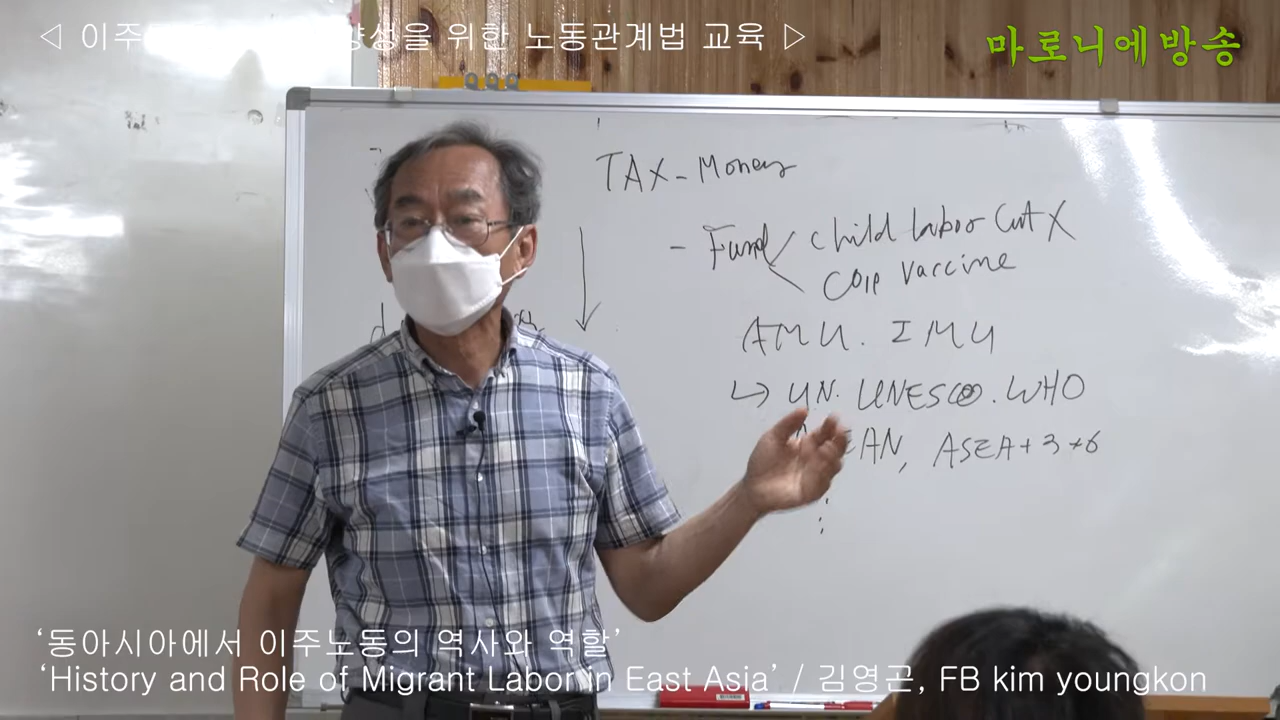 ◁ 이주 양성을 위한 노동관계법 교육 ▷
마로니에방송
TAX - Money
- Fund child labor cut X
vaccine
AMU. IMU
↳ UN. UNESCO. WHO
EAN, ASEA+3+6
'동아시아에서 이주노동의 역사와 역할'
'History and Role of Migrant Labor in East Asia' / 김영곤, FB kim youngkon